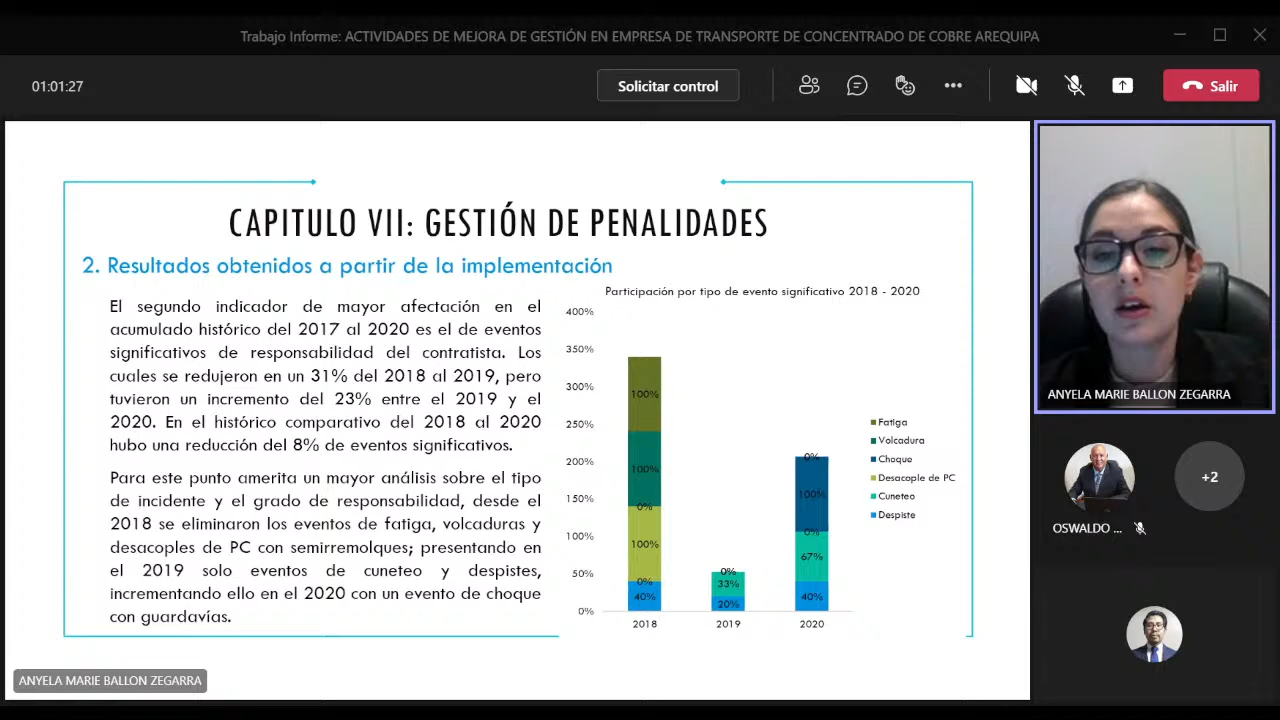 Trabajo Informe: ACTIVIDADES DE MEJORA DE GESTIÓN EN EMPRESA DE TRANSPORTE DE CONCENTRADO DE COBRE AREQUIPA
01:01:27
Solicitar control
Salir
CAPITULO VII: GESTIÓN DE PENALIDADES
2. Resultados obtenidos a partir de la implementación
El segundo indicador de mayor afectación en el
acumulado histórico del 2017 al 2020 es el de eventos
significativos de responsabilidad del contratista. Los
cuales se redujeron en un 31% del 2018 al 2019, pero
tuvieron un incremento del 23% entre el 2019 y el
2020. En el histórico comparativo del 2018 al 2020
hubo una reducción del 8% de eventos significativos.
Para este punto amerita un mayor análisis sobre el tipo
de incidente y el grado de responsabilidad, desde el
2018 se eliminaron los eventos de fatiga, volcaduras y
desacoples de PC con semirremolques; presentando en
el 2019 solo eventos de cuneteo y despistes,
incrementando ello en el 2020 con un evento de choque
con guardavías.
Participación por tipo de evento significativo 2018 - 2020
400%
350%
300%
250%
200%
150%
100%
50%
0%
100%
100%
0%
100%
0%
40%
0%
33%
20%
0%
100%
0%
67%
40%
2018
2019
2020
Fatiga
Volcadura
Choque
Desacople de PC
Cuneteo
Despiste
ANYELA MARIE BALLON ZEGARRA
OSWALDO ...
+2
ANYELA MARIE BALLON ZEGARRA